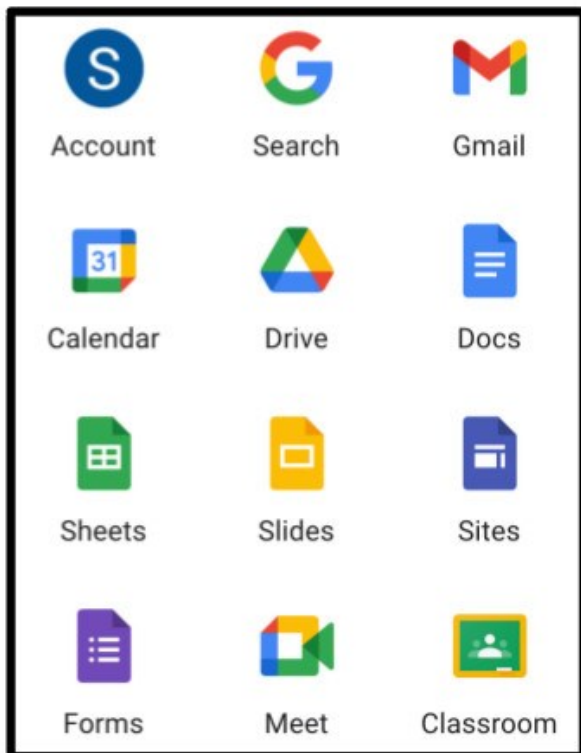 S
Account Search Gmail
31
Calendar Drive Docs
Sheets Slides Sites
Forms Meet Classroom